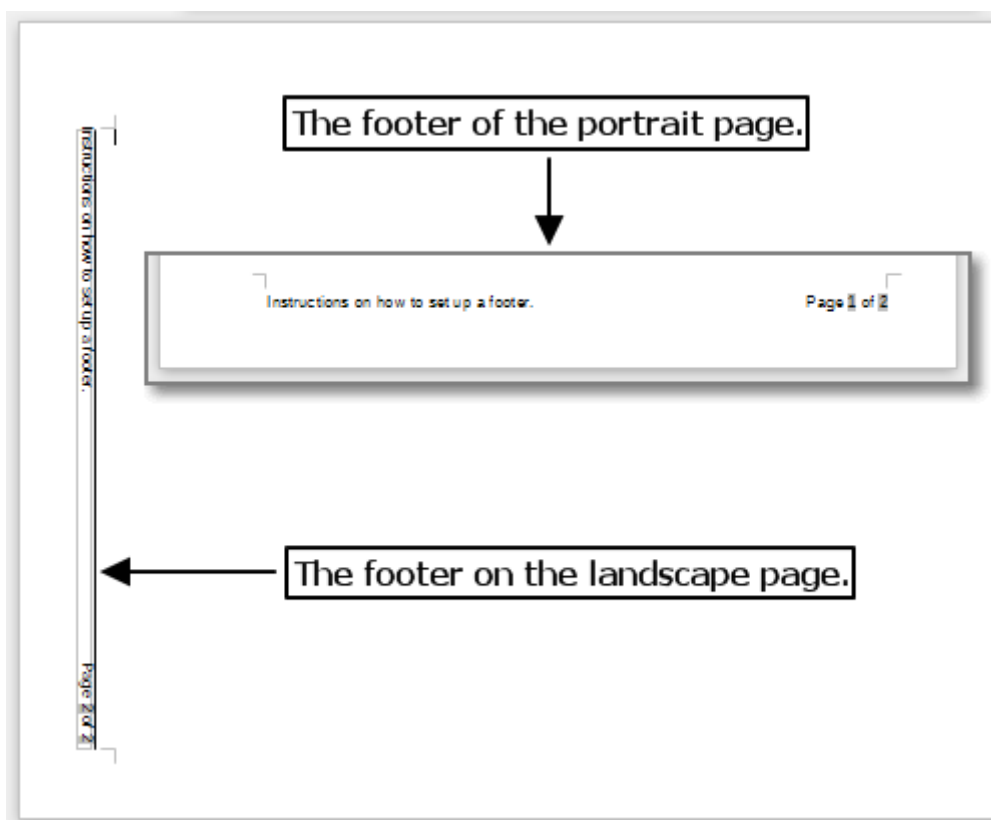 The footer of the portrait page.
Instructions on how to set up a footer. Page 1 of 2
The footer on the landscape page.
Instructions on how to set up a footer. Page 2 of 2